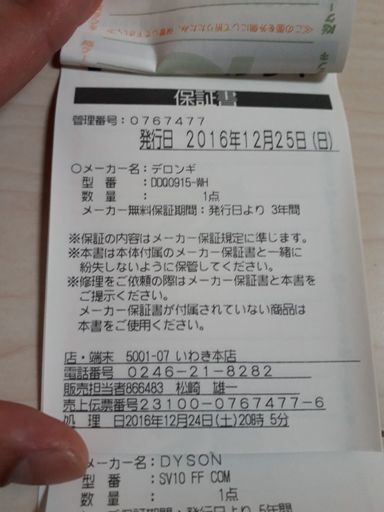 保証書
管理番号:0767477
発行日 2016年12月25日(日)
○メーカー名:デロンギ
型 番 :DDQ0915-WH
数 量 : 1点
メーカー無料保証期間:発行日より 3年間
※保証の内容はメーカー保証規定に準じます。
※本書は本体付属のメーカー保証書と一緒に
紛失しないように保管してください。
※修理をご依頼の際はメーカー保証書と本書を
ご提示ください。
メーカー保証書が付属されていない商品は
本書をご使用ください。
店・端末 5001-07 いわき本店
電話番号 0246-21-8282
販売担当者866483 松崎 雄一
売上伝票番号23100-0767477-6
処 理 日2016年12月24日(土)20時 5分
メーカー名:DYSON
型 番 :SV10 FF COM
数 量 : 1点
保証期間:発行日より 5年間